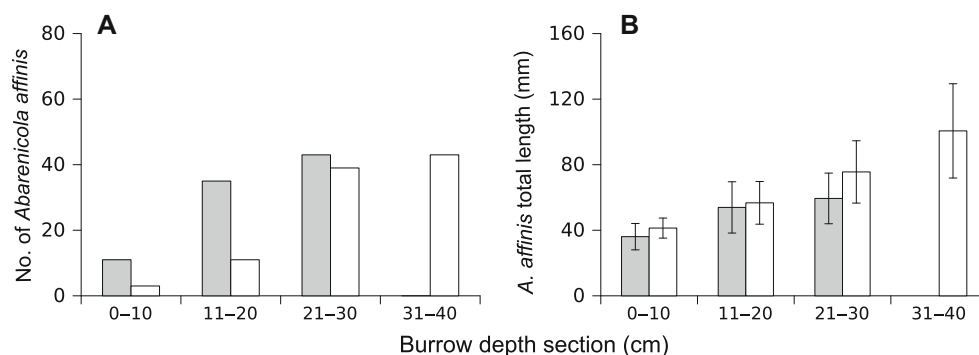 A
No. of Abarenicola affinis
80
60
40
20
0
0–10 11–20 21–30 31–40
B
A. affinis total length (mm)
160
120
80
40
0
0–10 11–20 21–30 31–40
Burrow depth section (cm)